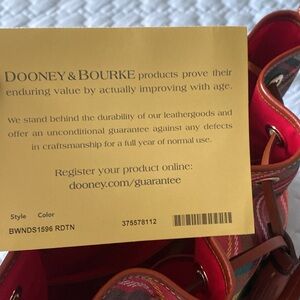 DOONEY & BOURKE products prove their
enduring value by actually improving with age.
We stand behind the durability of our leathergoods and
offer an unconditional guarantee against any defects
in craftsmanship for a full year of normal use.
Register your product online:
dooney.com/guarantee
Style Color
BWNDS1596 RDTN 375578112